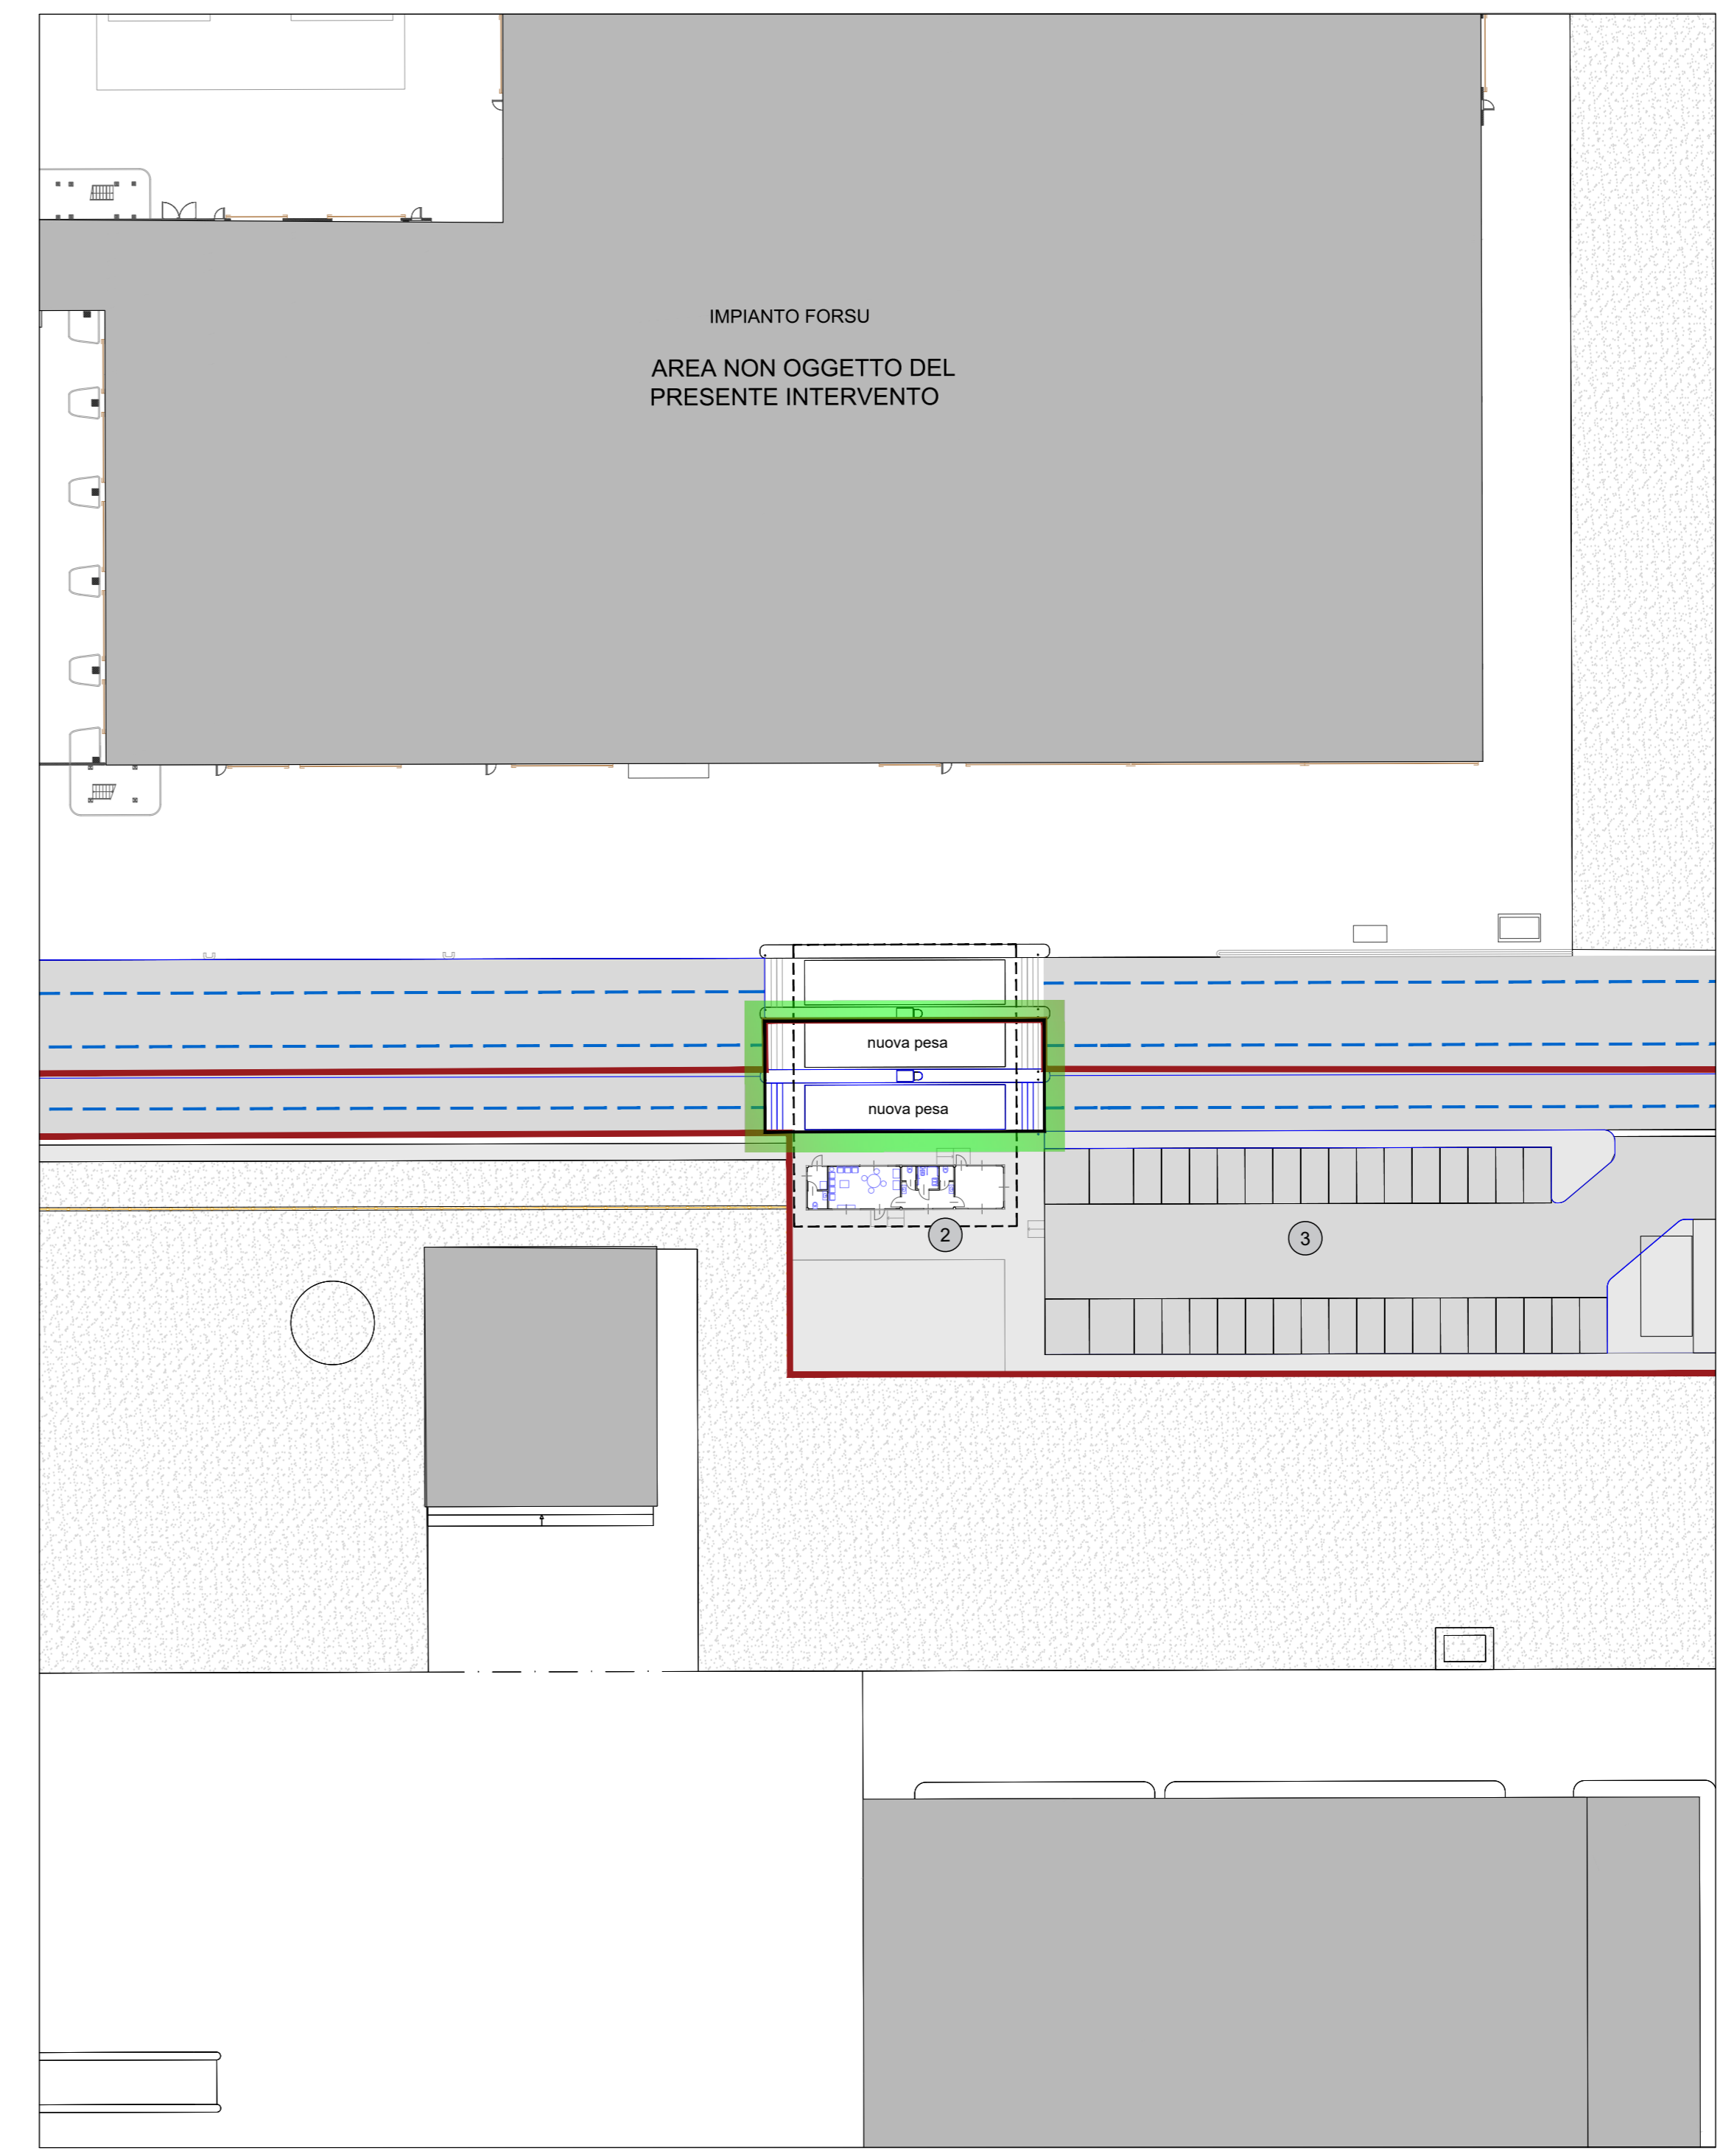 IMPIANTO FORSU
AREA NON OGGETTO DEL
PRESENTE INTERVENTO
nuova pesa
nuova pesa
2
3